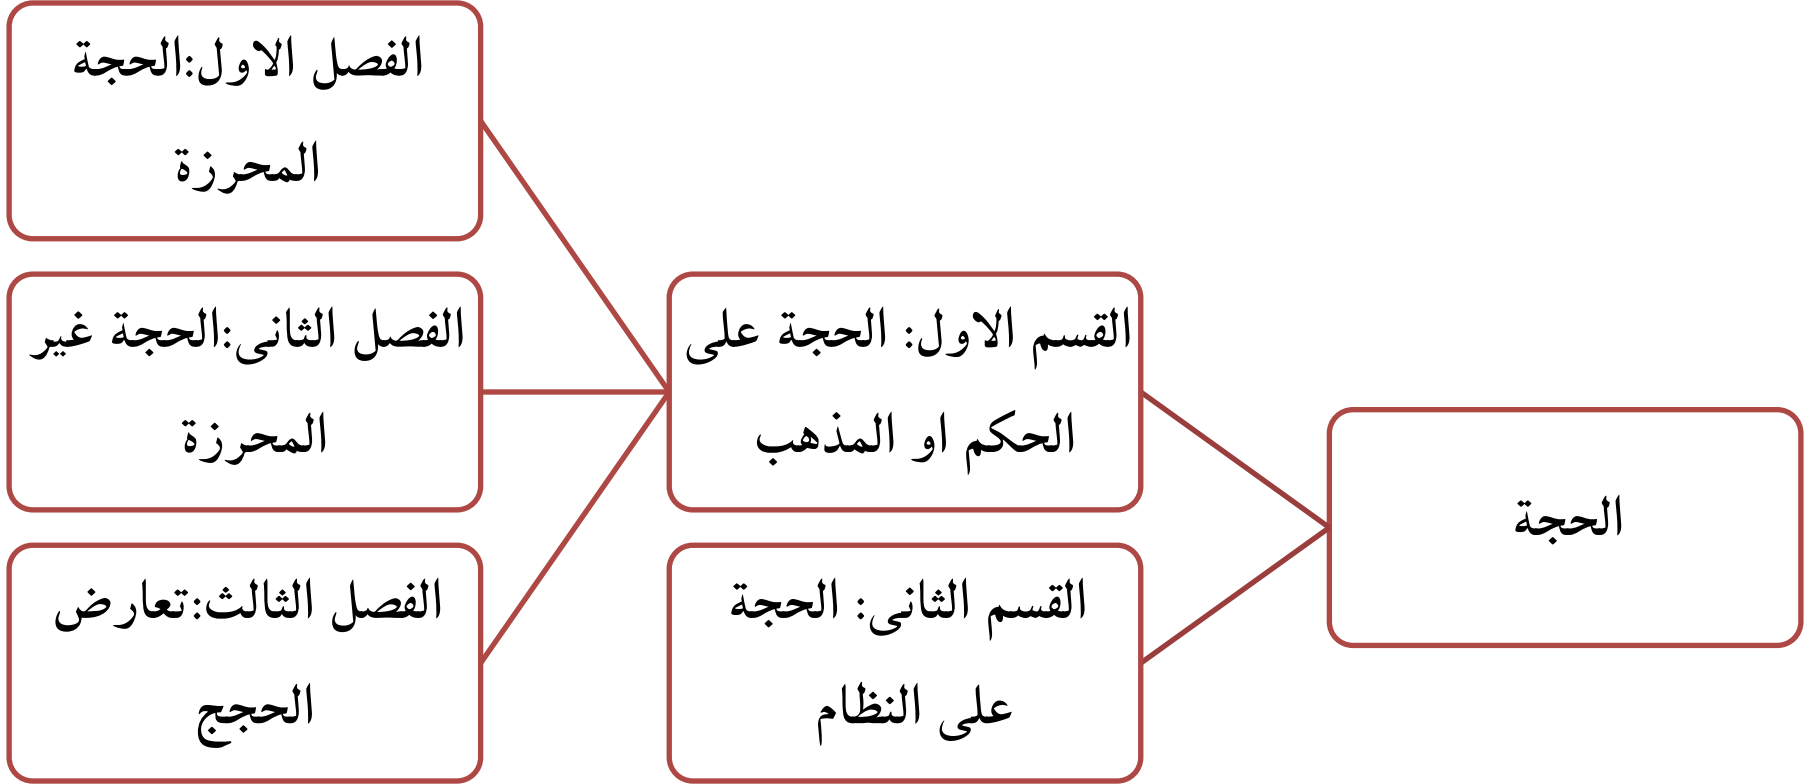 الحجة
القسم الاول: الحجة على
الحكم او المذهب
القسم الثانى: الحجة
على النظام
الفصل الاول:الحجة
المحرزة
الفصل الثانى:الحجة غير
المحرزة
الفصل الثالث:تعارض
الحجج